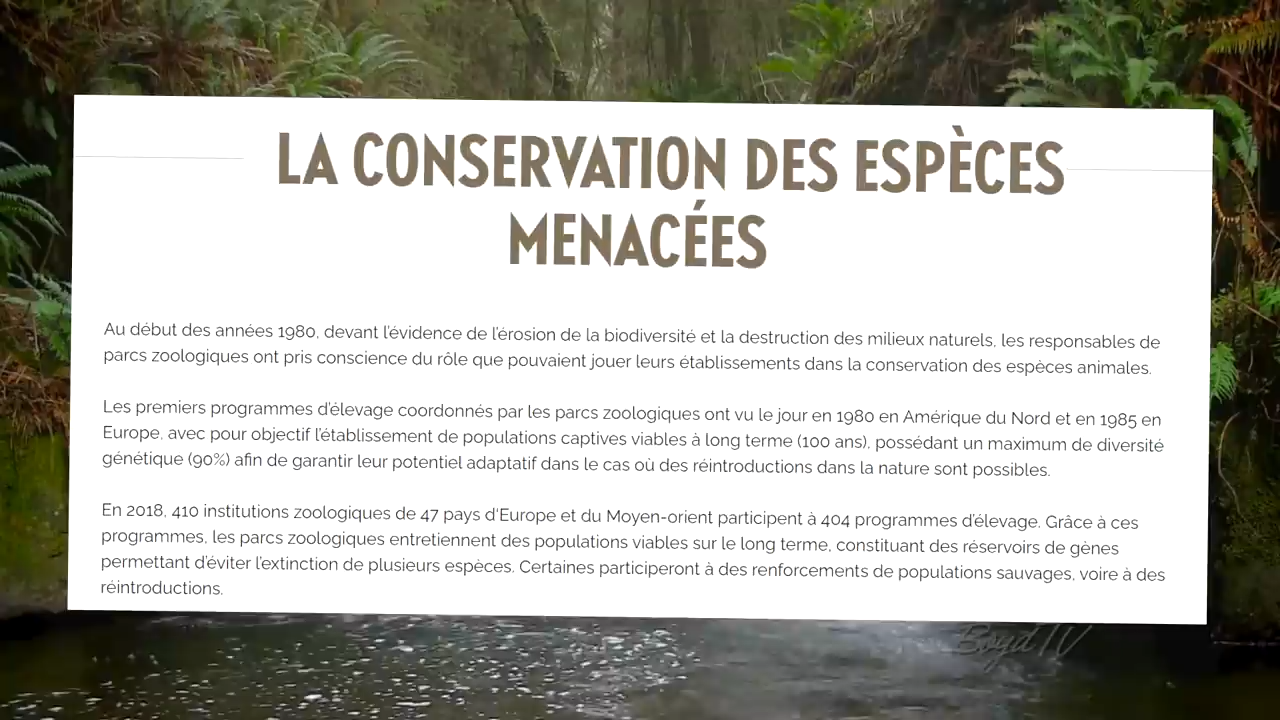 LA CONSERVATION DES ESPÈCES
MENACÉES
Au début des années 1980, devant l'évidence de l'érosion de la biodiversité et la destruction des milieux naturels, les responsables de
parcs zoologiques ont pris conscience du rôle que pouvaient jouer leurs établissements dans la conservation des espèces animales.
Les premiers programmes d'élevage coordonnés par les parcs zoologiques ont vu le jour en 1980 en Amérique du Nord et en 1985 en
Europe, avec pour objectif l'établissement de populations captives viables à long terme (100 ans), possédant un maximum de diversité
génétique (90%) afin de garantir leur potentiel adaptatif dans le cas où des réintroductions dans la nature sont possibles.
En 2018, 410 institutions zoologiques de 47 pays d'Europe et du Moyen-orient participent à 404 programmes d'élevage. Grâce à ces
programmes, les parcs zoologiques entretiennent des populations viables sur le long terme, constituant des réservoirs de gènes
permettant d'éviter l'extinction de plusieurs espèces. Certaines participeront à des renforcements de populations sauvages, voire à des
réintroductions.
BoydTV